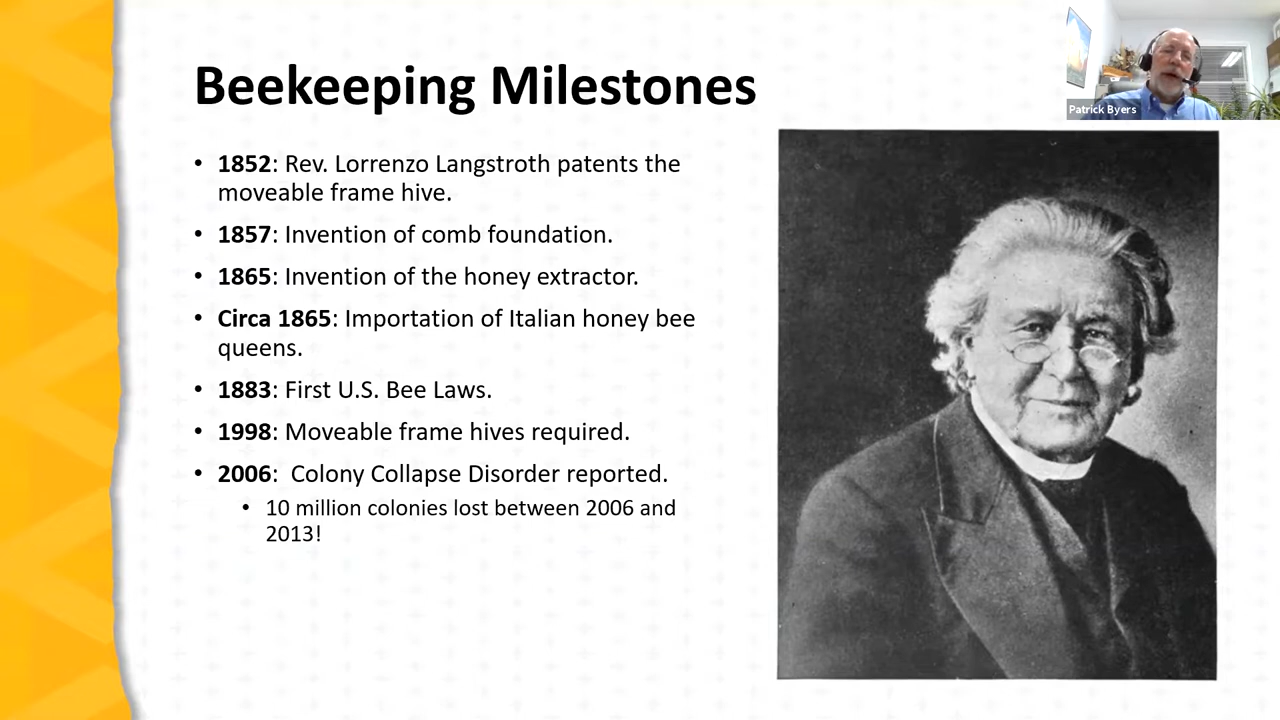 Beekeeping Milestones
Patrick Byers
• 1852: Rev. Lorrenzo Langstroth patents the
moveable frame hive.
• 1857: Invention of comb foundation.
• 1865: Invention of the honey extractor.
• Circa 1865: Importation of Italian honey bee
queens.
• 1883: First U.S. Bee Laws.
• 1998: Moveable frame hives required.
• 2006:  Colony Collapse Disorder reported.
• 10 million colonies lost between 2006 and
2013!